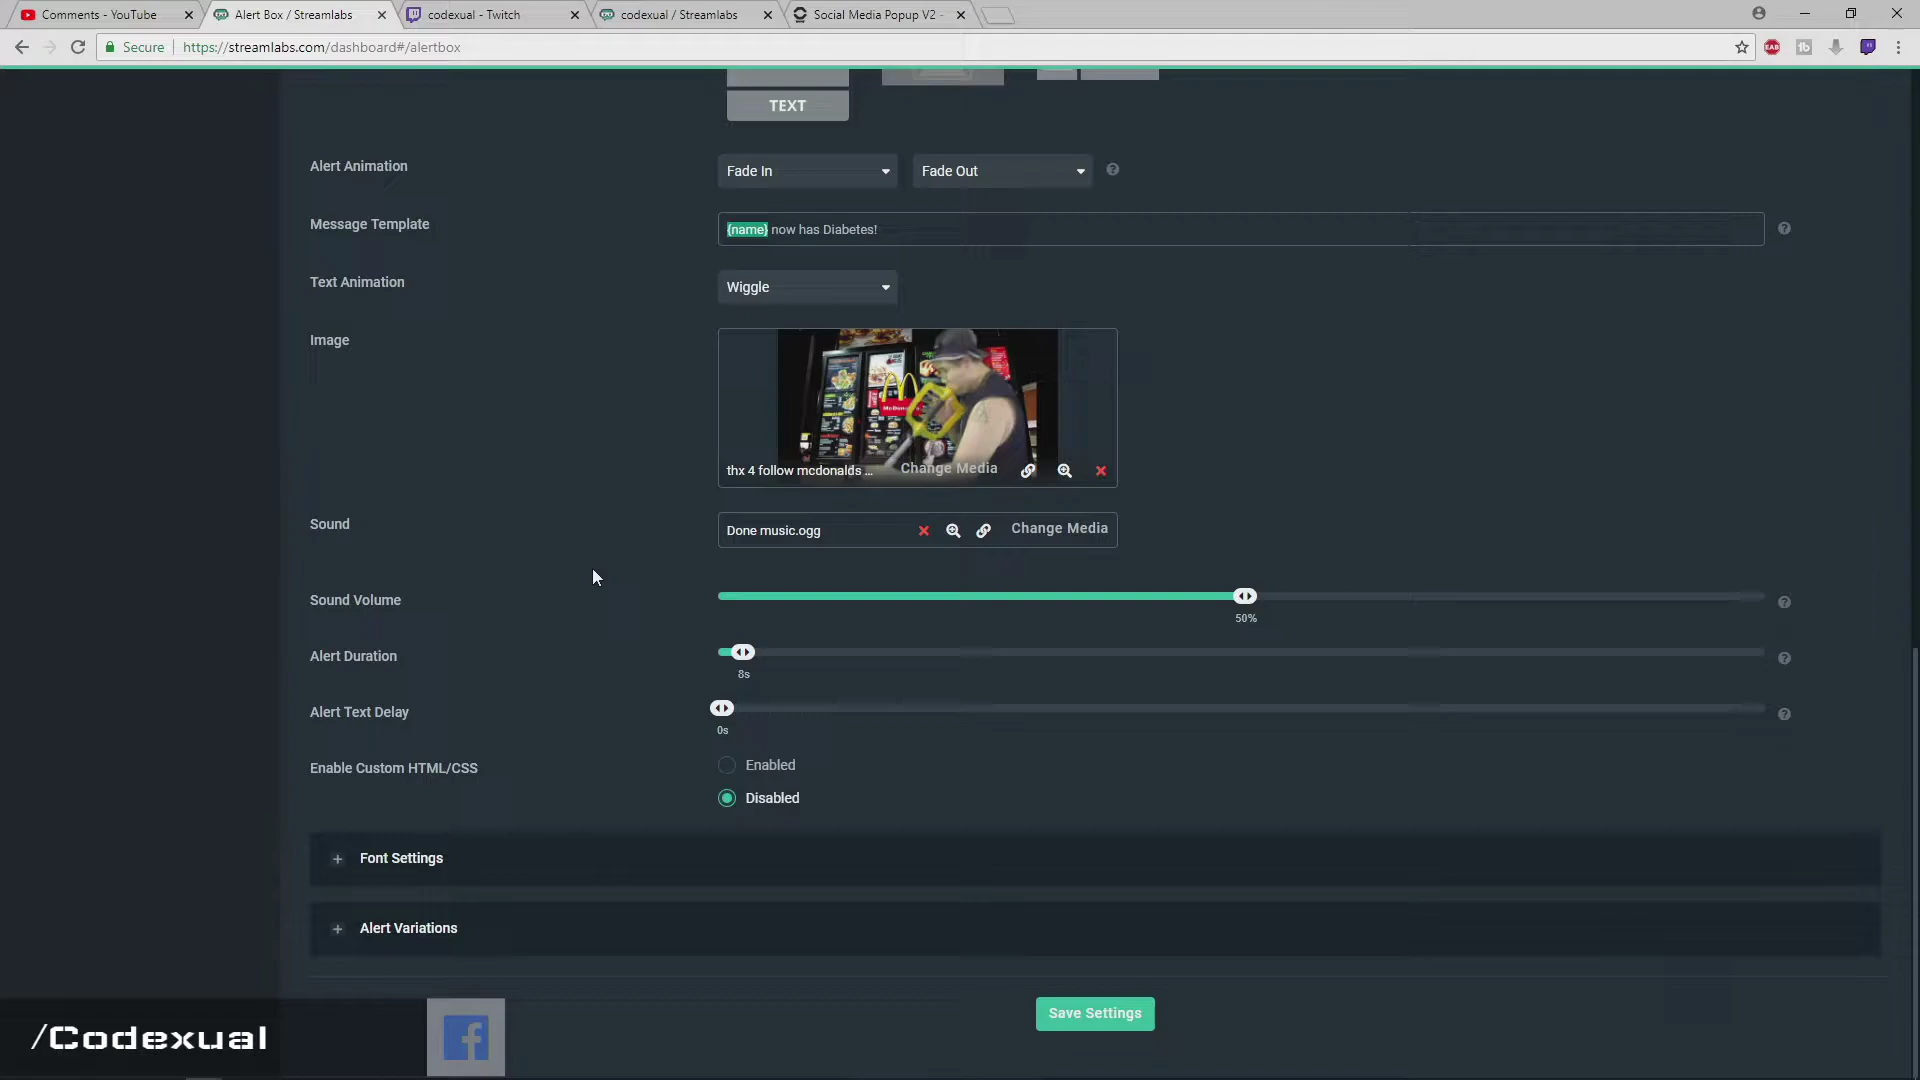 Comments - YouTube
Alert Box / Streamlabs
codexual - Twitch
codexual / Streamlabs
Social Media Popup V2 -
Secure
https://streamlabs.com/dashboard#/alertbox
EAB
TEXT
Alert Animation
Fade In
Fade Out
Message Template
{name} now has Diabetes!
Text Animation
Wiggle
Image
thx 4 follow mcdonalds ...
Change Media
Sound
Done music.ogg
Change Media
Sound Volume
50%
Alert Duration
8s
Alert Text Delay
0s
Enable Custom HTML/CSS
Enabled
Disabled
Font Settings
Alert Variations
Save Settings
/Codexual